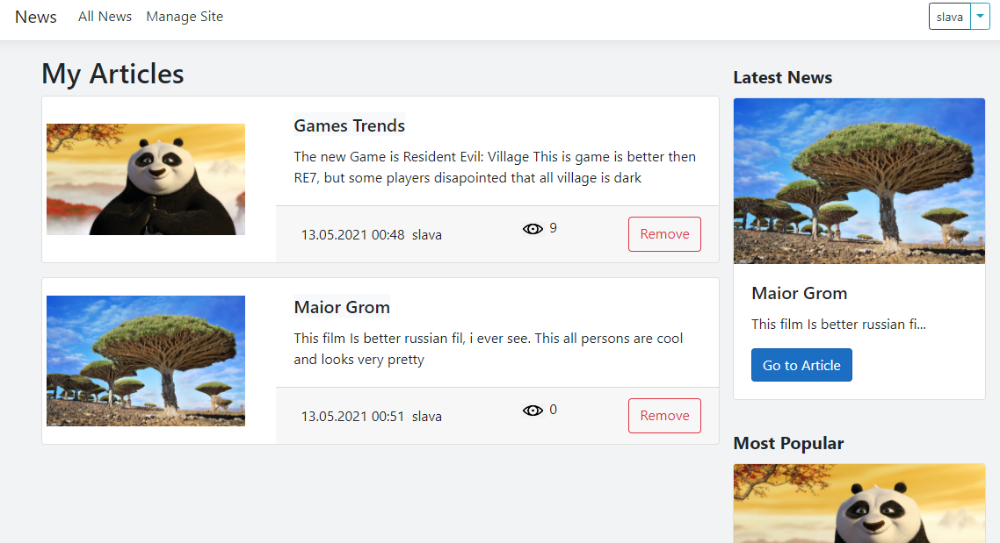 News All News Manage Site slava
My Articles
Games Trends
The new Game is Resident Evil: Village This is game is better then
RE7, but some players disapointed that all village is dark
13.05.2021 00:48 slava 9 Remove
Maior Grom
This film Is better russian fil, i ever see. This all persons are cool
and looks very pretty
13.05.2021 00:51 slava 0 Remove
Latest News
Maior Grom
This film Is better russian fi...
Go to Article
Most Popular